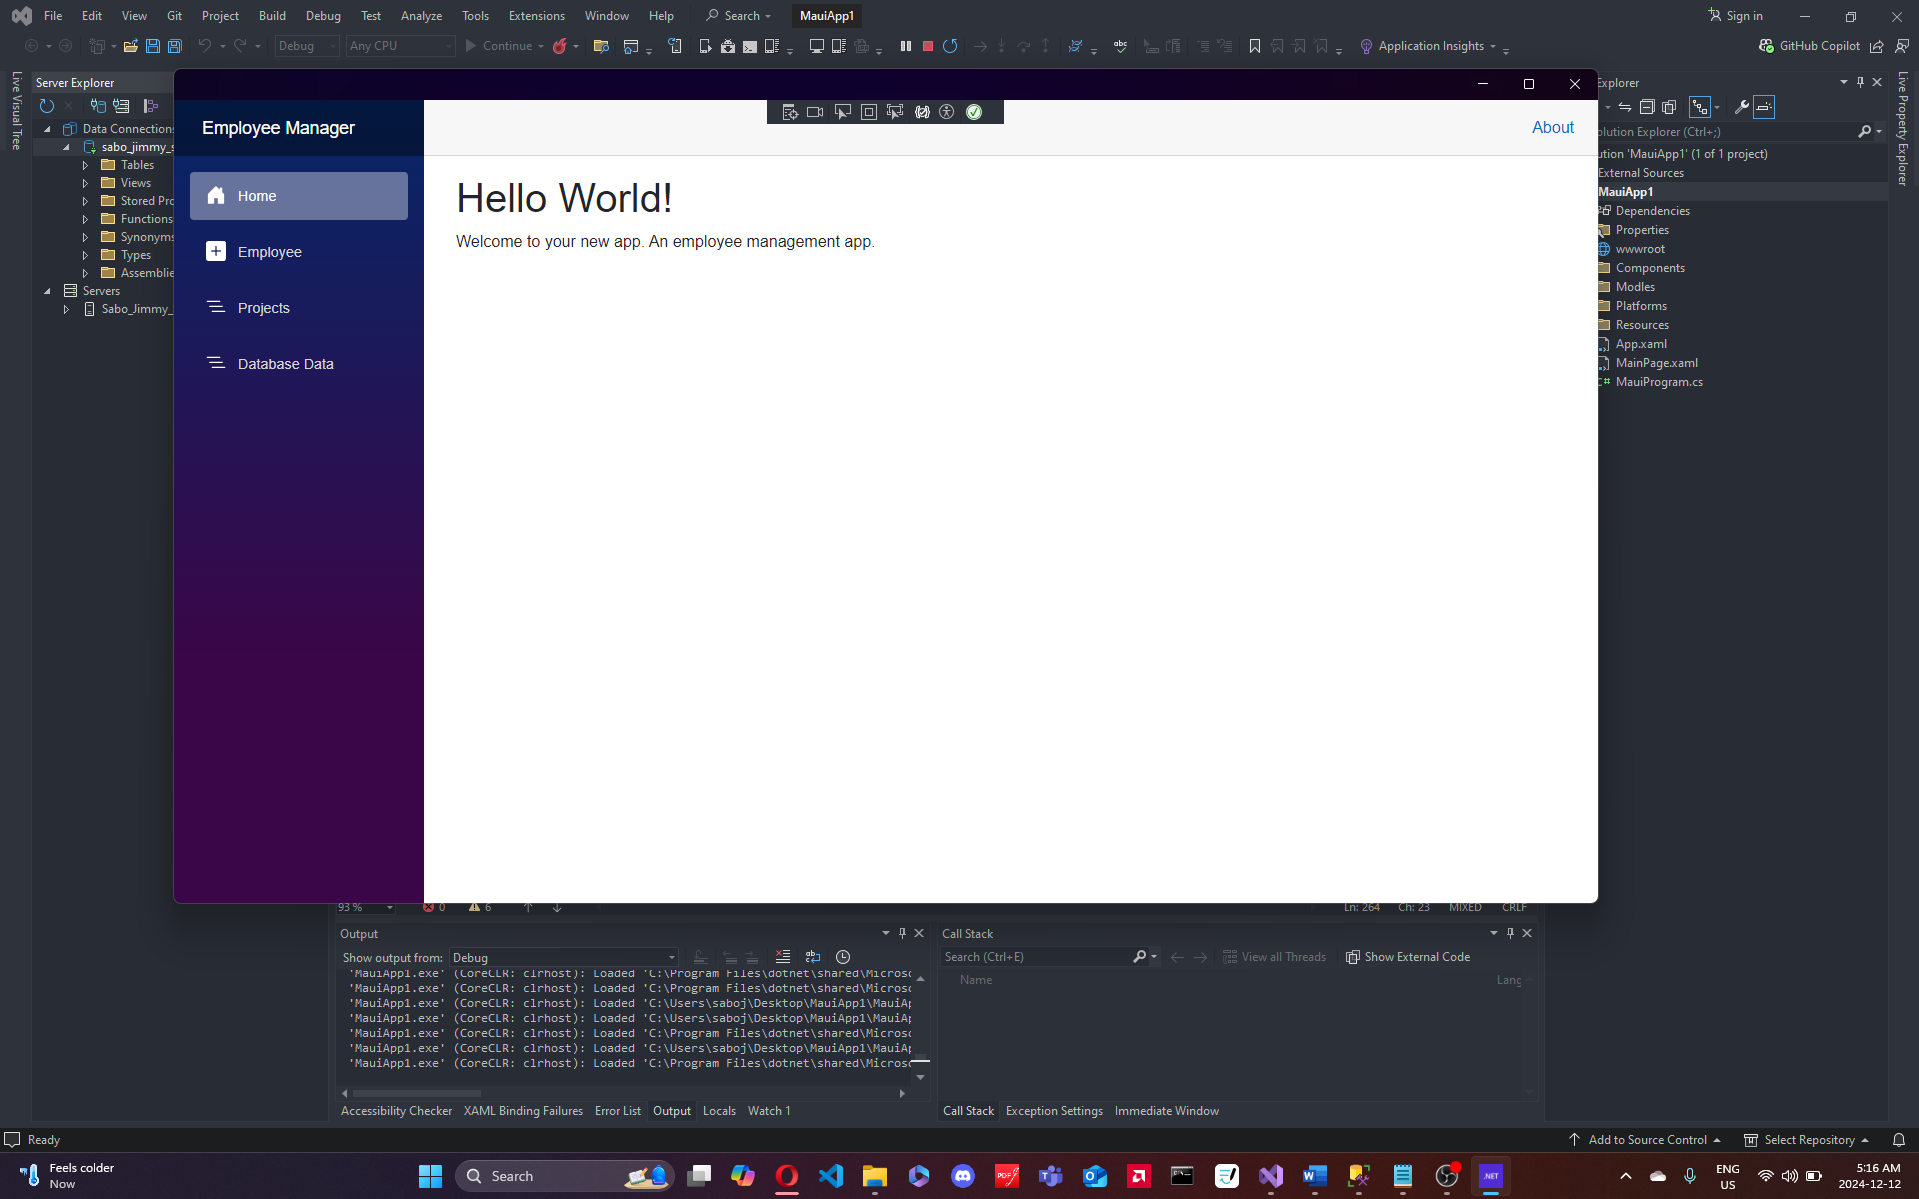 File Edit View Git Project Build Debug Test Analyze Tools Extensions Window Help Search MauiApp1 Sign in
Debug Any CPU Continue Application Insights GitHub Copilot
Live Visual Tree
Server Explorer
Data Connection
sabo_jimmy_s
Tables
Views
Stored Pro
Functions
Synonyms
Types
Assemblie
Servers
Sabo_Jimmy_
Employee Manager
Home
Employee
Projects
Database Data
About
Hello World!
Welcome to your new app. An employee management app.
Explorer
olution Explorer (Ctrl+;)
ution 'MauiApp1' (1 of 1 project)
External Sources
MauiApp1
Dependencies
Properties
wwwroot
Components
Modles
Platforms
Resources
App.xaml
MainPage.xaml
MauiProgram.cs
Live Property Explorer
93 % 0 6 Ln: 264 Ch: 23 MIXED CRLF
Output
Show output from: Debug
'MauiApp1.exe' (CoreCLR: clrhost): Loaded 'C:\Program Files\dotnet\shared\Microso
'MauiApp1.exe' (CoreCLR: clrhost): Loaded 'C:\Program Files\dotnet\shared\Microso
'MauiApp1.exe' (CoreCLR: clrhost): Loaded 'C:\Users\saboj\Desktop\MauiApp1\MauiAp
'MauiApp1.exe' (CoreCLR: clrhost): Loaded 'C:\Users\saboj\Desktop\MauiApp1\MauiAp
'MauiApp1.exe' (CoreCLR: clrhost): Loaded 'C:\Program Files\dotnet\shared\Microso
'MauiApp1.exe' (CoreCLR: clrhost): Loaded 'C:\Users\saboj\Desktop\MauiApp1\MauiAp
'MauiApp1.exe' (CoreCLR: clrhost): Loaded 'C:\Program Files\dotnet\shared\Microso
Accessibility Checker XAML Binding Failures Error List Output Locals Watch 1
Call Stack
Search (Ctrl+E) View all Threads Show External Code
Name Lang
Call Stack Exception Settings Immediate Window
Ready Add to Source Control Select Repository
Feels colder
Now
Search
PDF
.NET
ENG
US
5:16 AM
2024-12-12